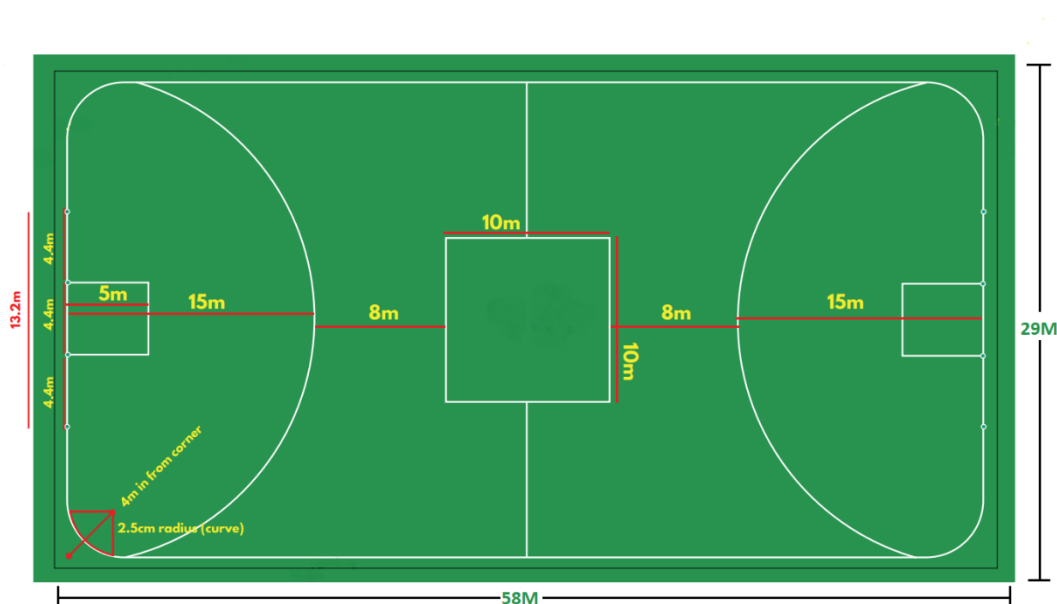 10m
4.4m
5m
15m
15m
13.2m
4.4m
8m
8m
29M
10m
4.4m
4m in from corner
2.5cm radius (curve)
58M